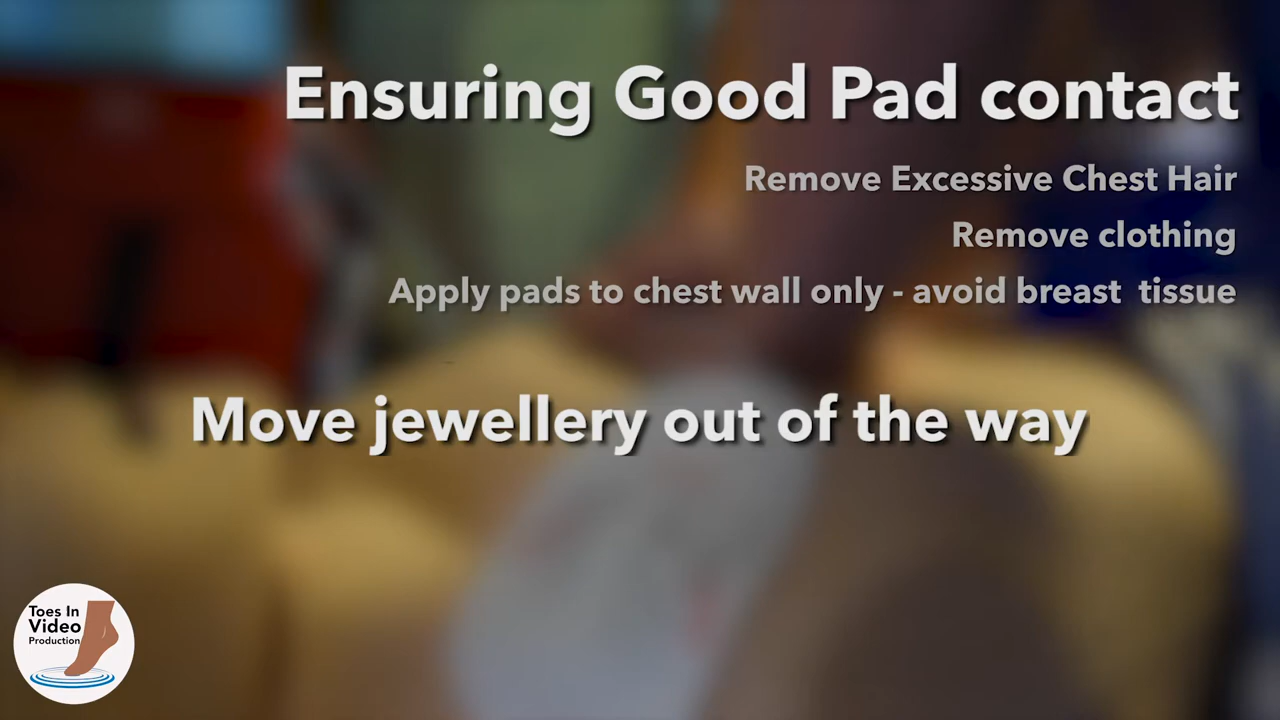 Ensuring Good Pad contact
Remove Excessive Chest Hair
Remove clothing
Apply pads to chest wall only - avoid breast tissue
Move jewellery out of the way
Toes In
Video
Production